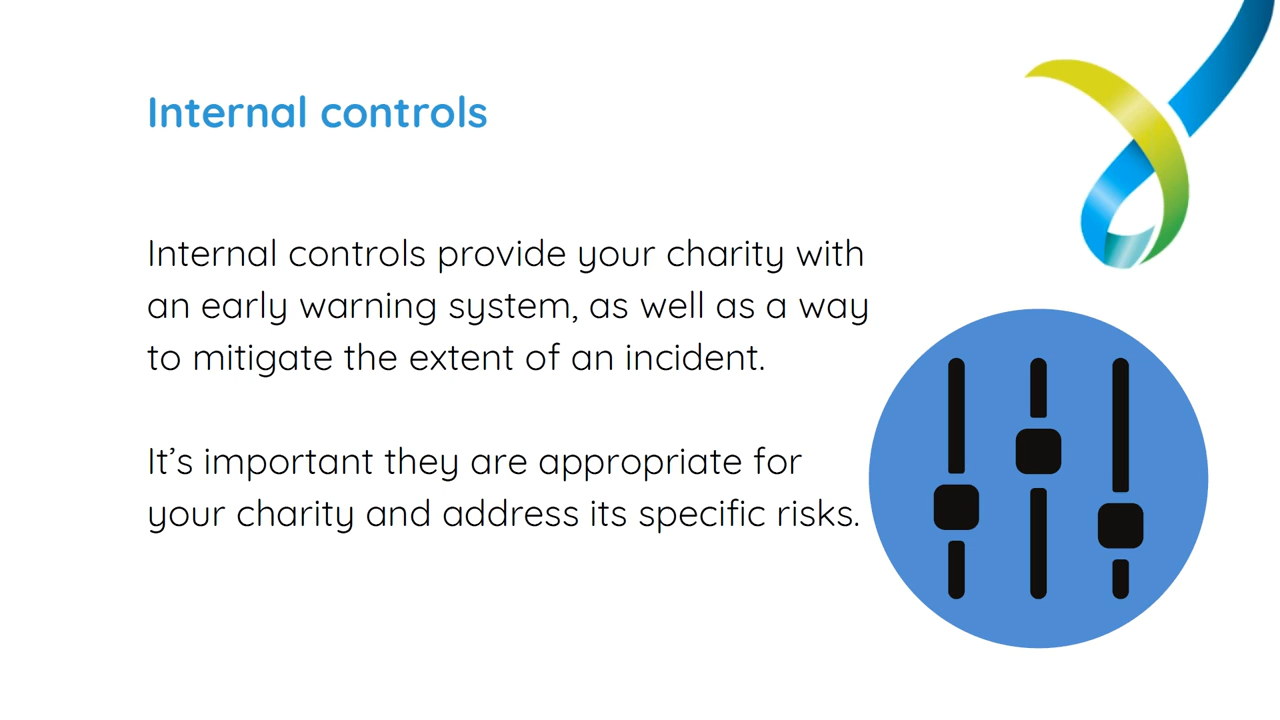 Internal controls
Internal controls provide your charity with
an early warning system, as well as a way
to mitigate the extent of an incident.
It’s important they are appropriate for
your charity and address its specific risks.